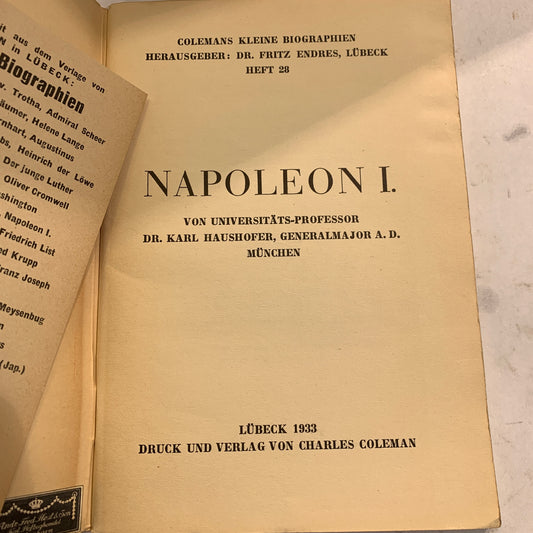 COLEMANS KLEINE BIOGRAPHIEN
HERAUSGEBER: DR. FRITZ ENDRES, LÜBECK
HEFT 28
NAPOLEON I.
VON UNIVERSITÄTS-PROFESSOR
DR. KARL HAUSHOFER, GENERALMAJOR A. D.
MÜNCHEN
LÜBECK 1933
DRUCK UND VERLAG VON CHARLES COLEMAN
aus dem Verlage von
in LÜBECK:
Biographien
v. Trotha, Admiral Scheer
Helene Lange
Augustinus
Heinrich der Löwe
Der junge Luther
Oliver Cromwell
Napoleon I.
Friedrich List
Krupp
Franz Joseph
Meysenbug
(Jap.)